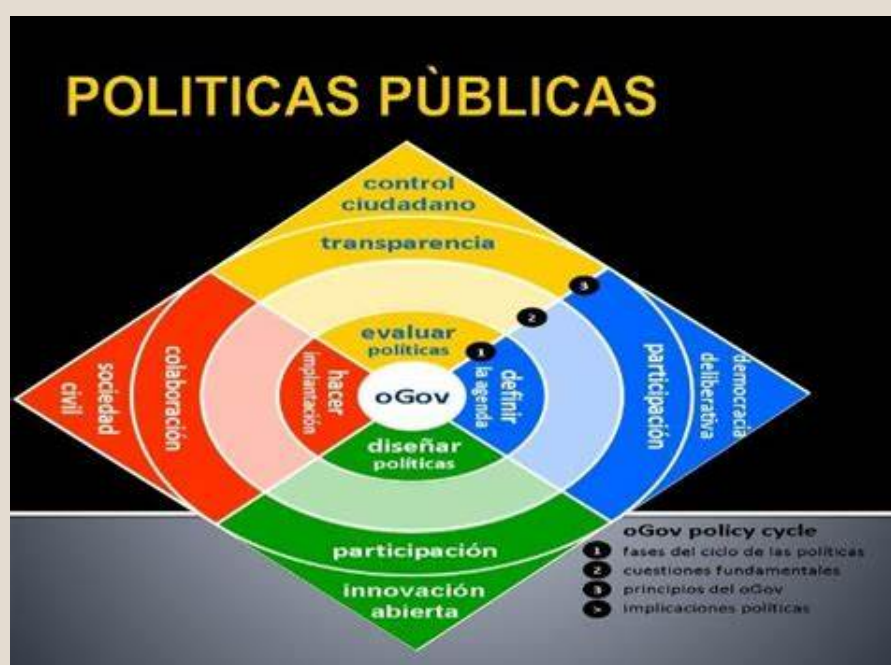 POLITICAS PÙBLICAS
control
ciudadano
transparencia
evaluar
políticas
1
2
3
definir
la agenda
participación
democracia
deliberativa
sociedad
civil
colaboración
hacer
implantación
oGov
diseñar
políticas
participación
innovación
abierta
oGov policy cycle
1 fases del ciclo de las políticas
2 cuestiones fundamentales
3 principios del oGov
> implicaciones políticas